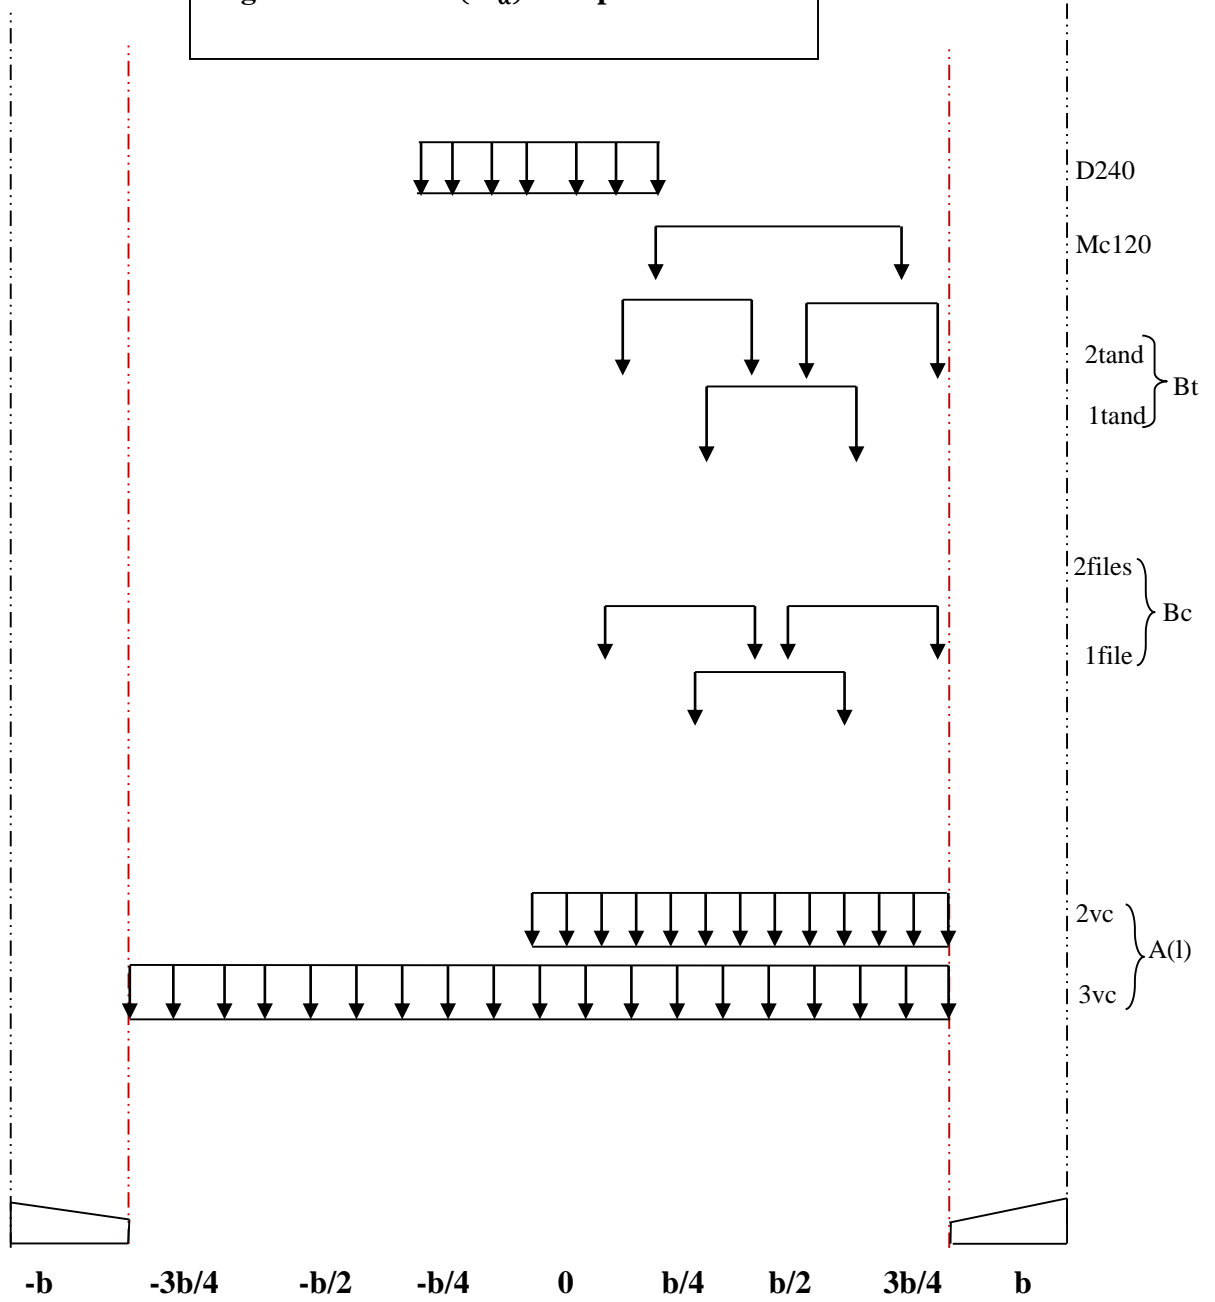 D240
Mc120
2tand
Bt
1tand
2files
Bc
1file
2vc
A(l)
3vc
-b -3b/4 -b/2 -b/4 0 b/4 b/2 3b/4 b